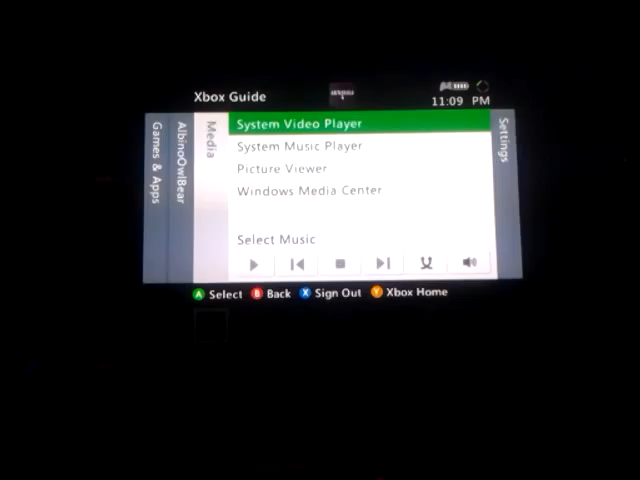 Xbox Guide
11:09 PM
Games & Apps
AlbinoOwlBear
Media
System Video Player
System Music Player
Picture Viewer
Windows Media Center
Select Music
Settings
A Select B Back X Sign Out Y Xbox Home